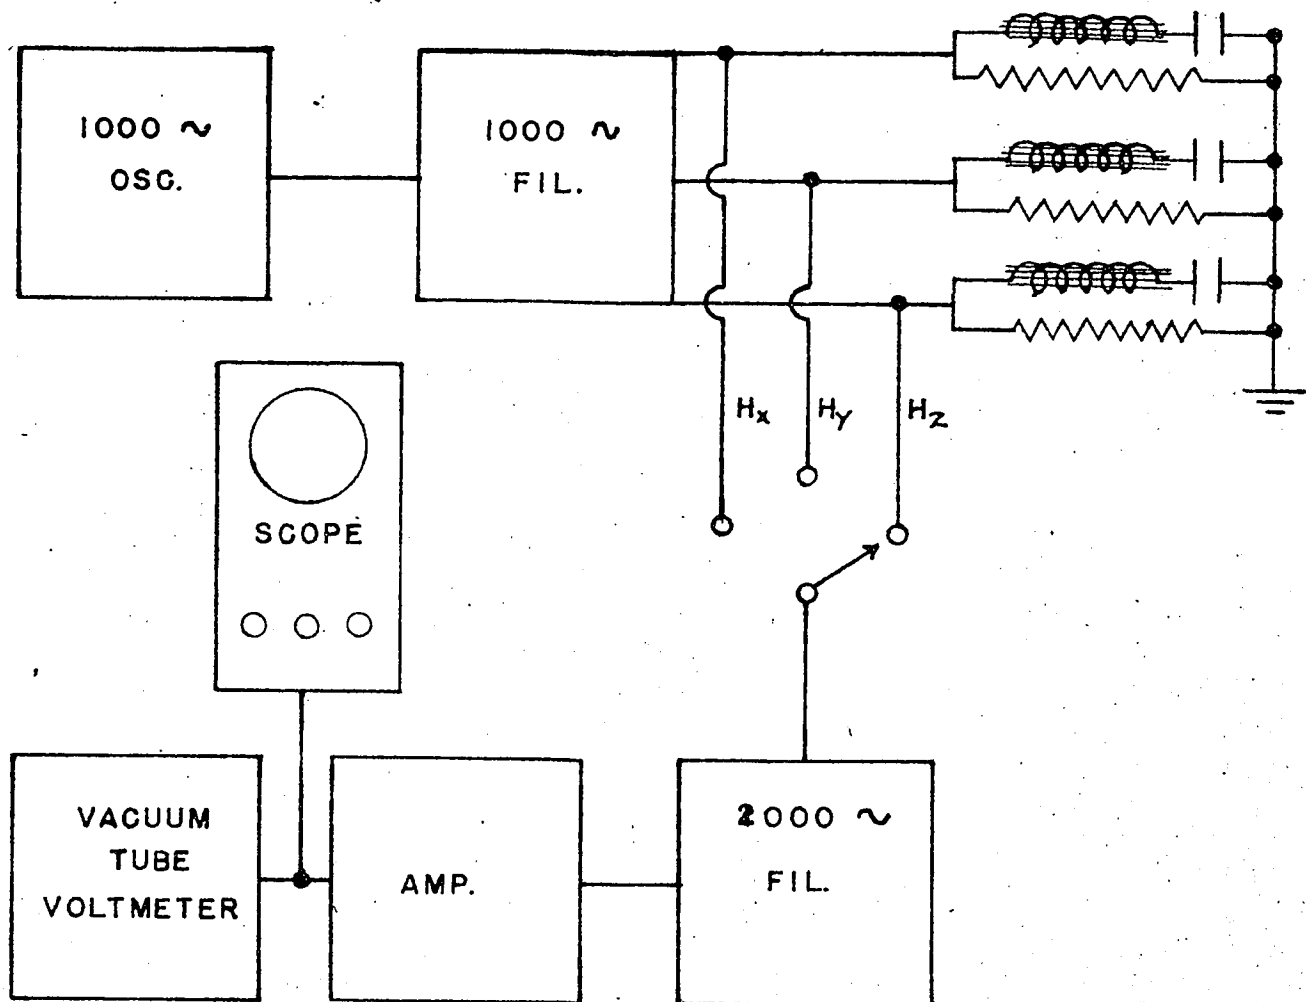 1000 ~
OSC.
1000 ~
FIL.
Hx
Hy
Hz
SCOPE
VACUUM
TUBE
VOLTMETER
AMP.
2000 ~
FIL.